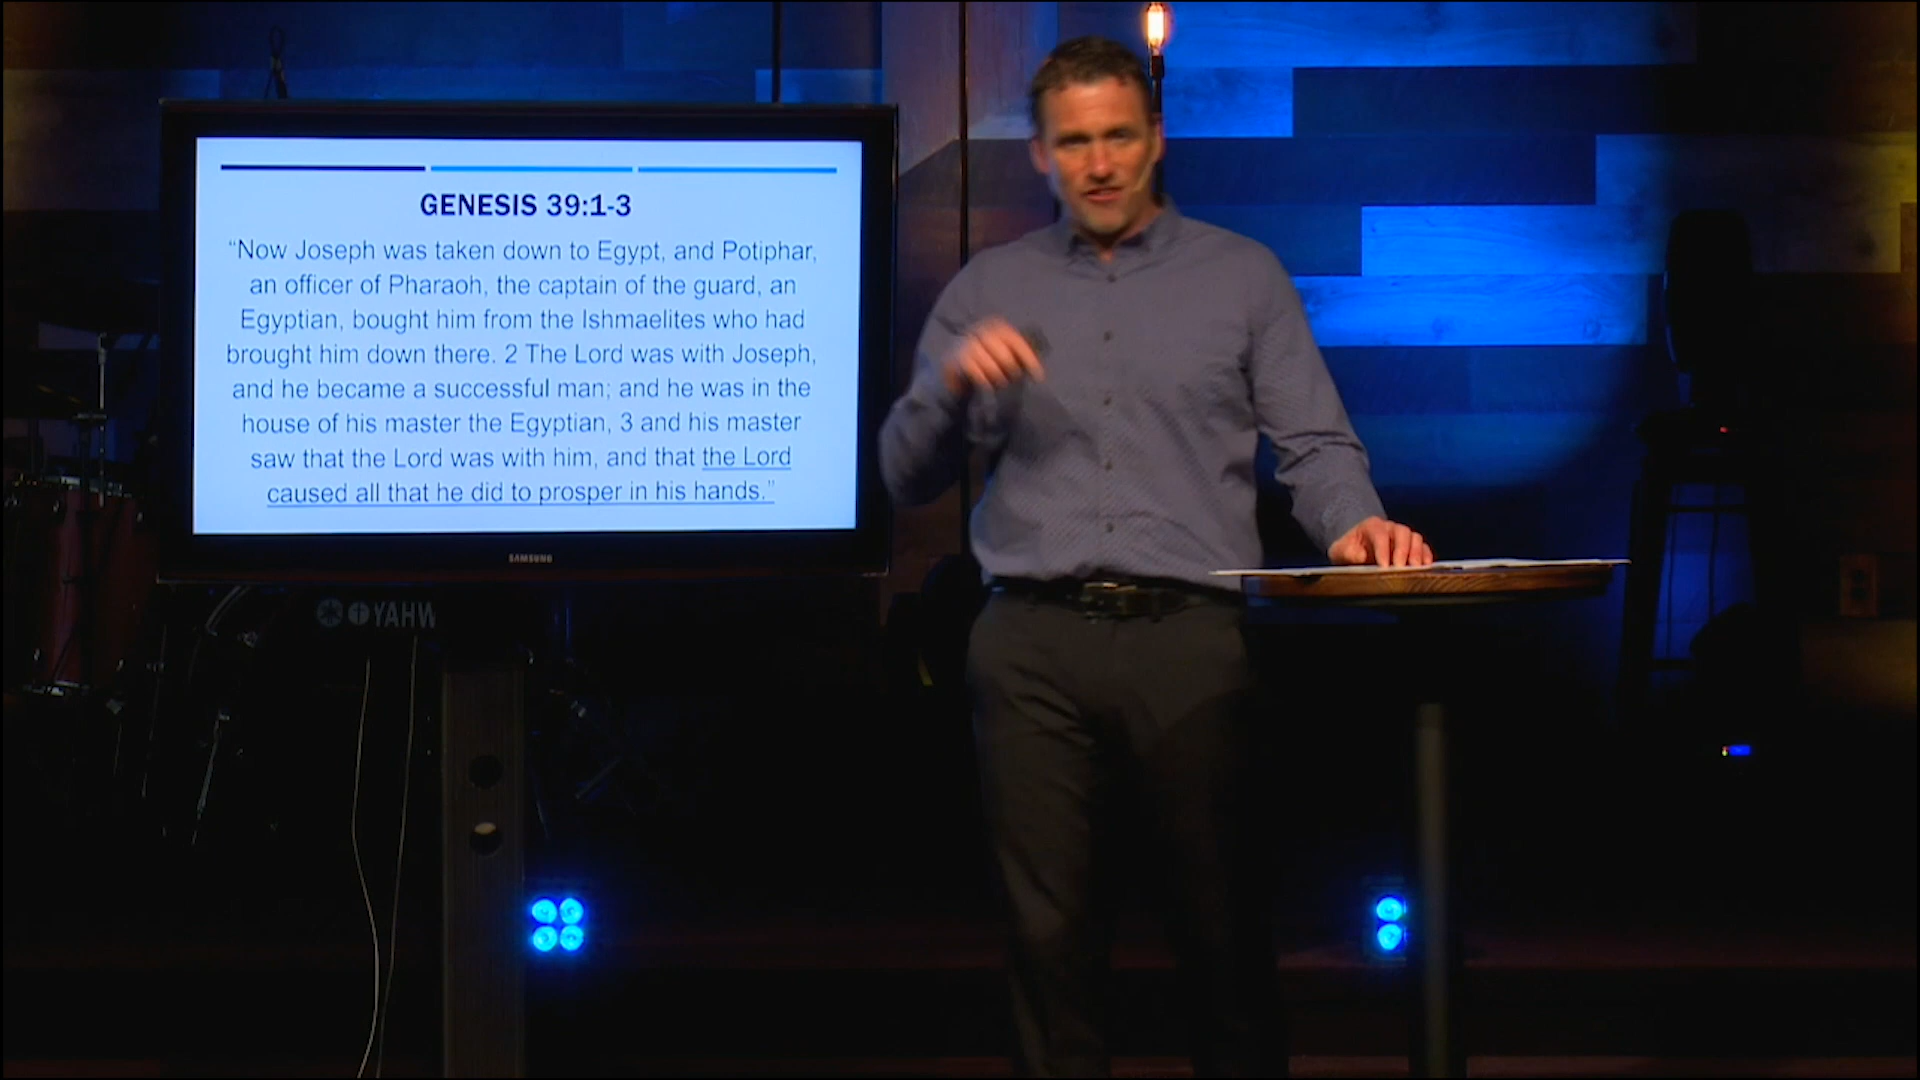 GENESIS 39:1-3
“Now Joseph was taken down to Egypt, and Potiphar,
an officer of Pharaoh, the captain of the guard, an
Egyptian, bought him from the Ishmaelites who had
brought him down there. 2 The Lord was with Joseph,
and he became a successful man; and he was in the
house of his master the Egyptian, 3 and his master
saw that the Lord was with him, and that the Lord
caused all that he did to prosper in his hands.”
SAMSUNG
YAHW